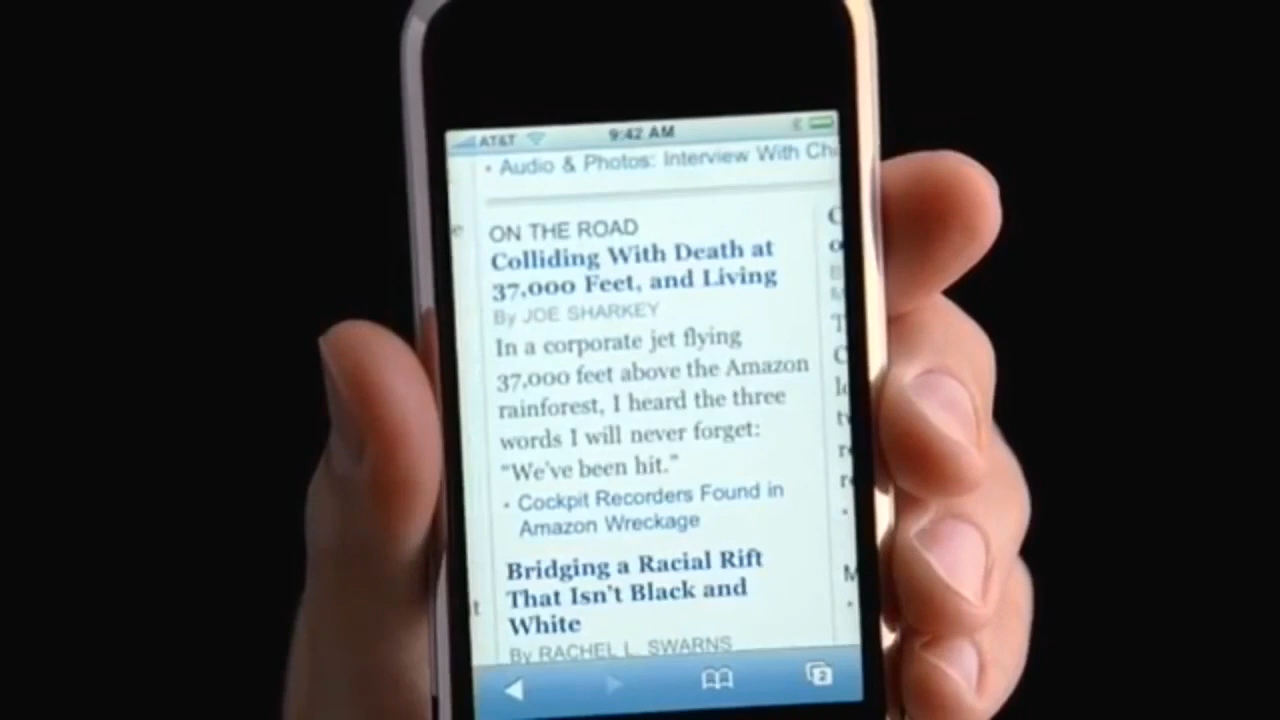 AT&T 9:42 AM
• Audio & Photos: Interview With Ch
ON THE ROAD
Colliding With Death at
37,000 Feet, and Living
By JOE SHARKEY
In a corporate jet flying
37,000 feet above the Amazon
rainforest, I heard the three
words I will never forget:
“We’ve been hit.”
• Cockpit Recorders Found in
Amazon Wreckage
Bridging a Racial Rift
That Isn’t Black and
White
By RACHEL L. SWARNS
2